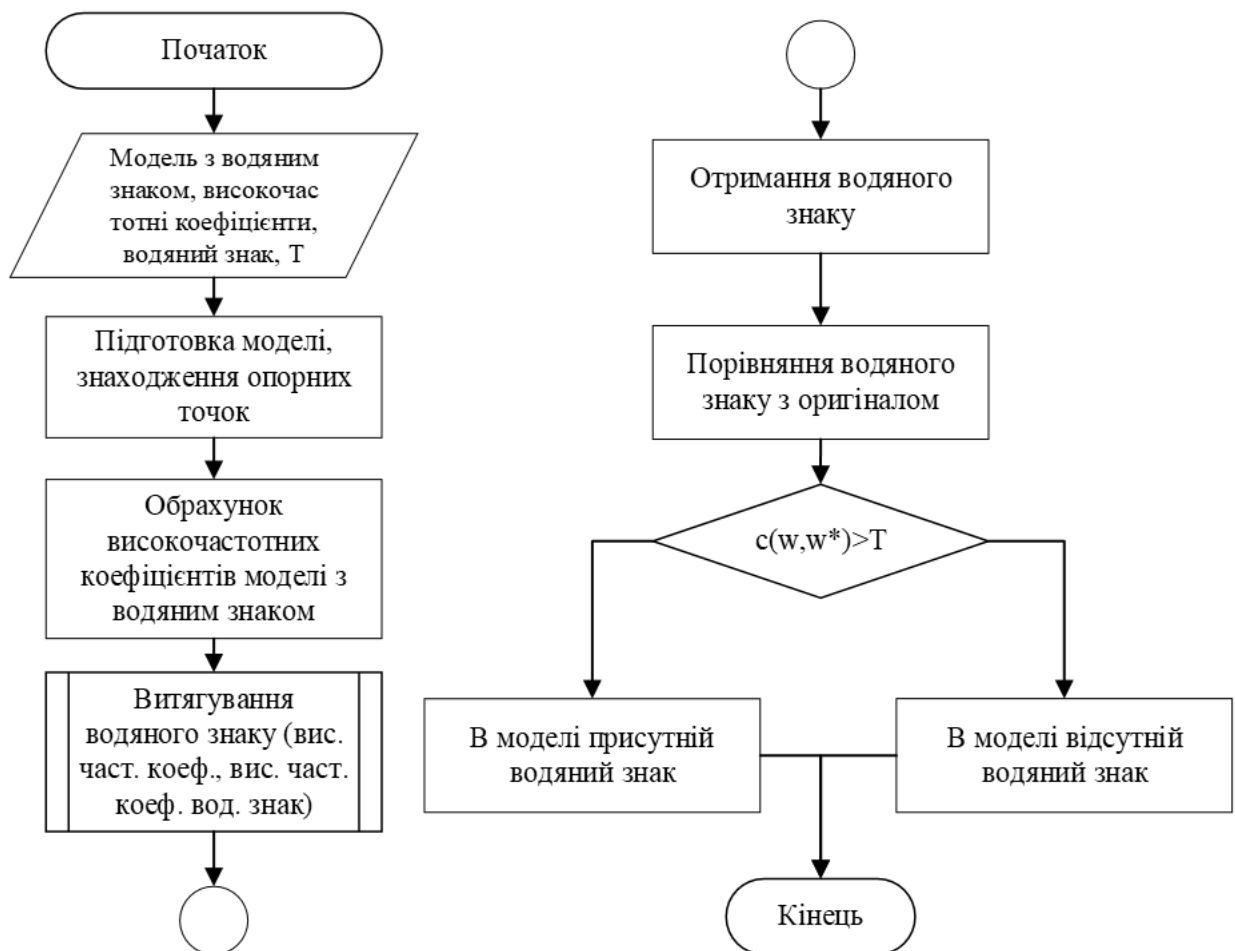 Початок
Модель з водяним
знаком, високочас
тотні коефіцієнти,
водяний знак, Т
Підготовка моделі,
знаходження опорних
точок
Обрахунок
високочастотних
коефіцієнтів моделі з
водяним знаком
Витягування
водяного знаку (вис.
част. коеф., вис. част.
коеф. вод. знак)
Отримання водяного
знаку
Порівняння водяного
знаку з оригіналом
c(w,w*)>T
В моделі присутній
водяний знак
В моделі відсутній
водяний знак
Кінець